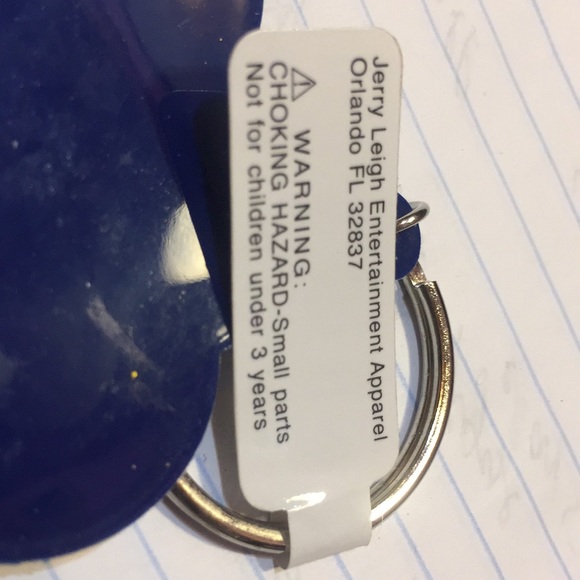 Jerry Leigh Entertainment Apparel
Orlando FL 32837
⚠ WARNING:
CHOKING HAZARD-Small parts
Not for children under 3 years